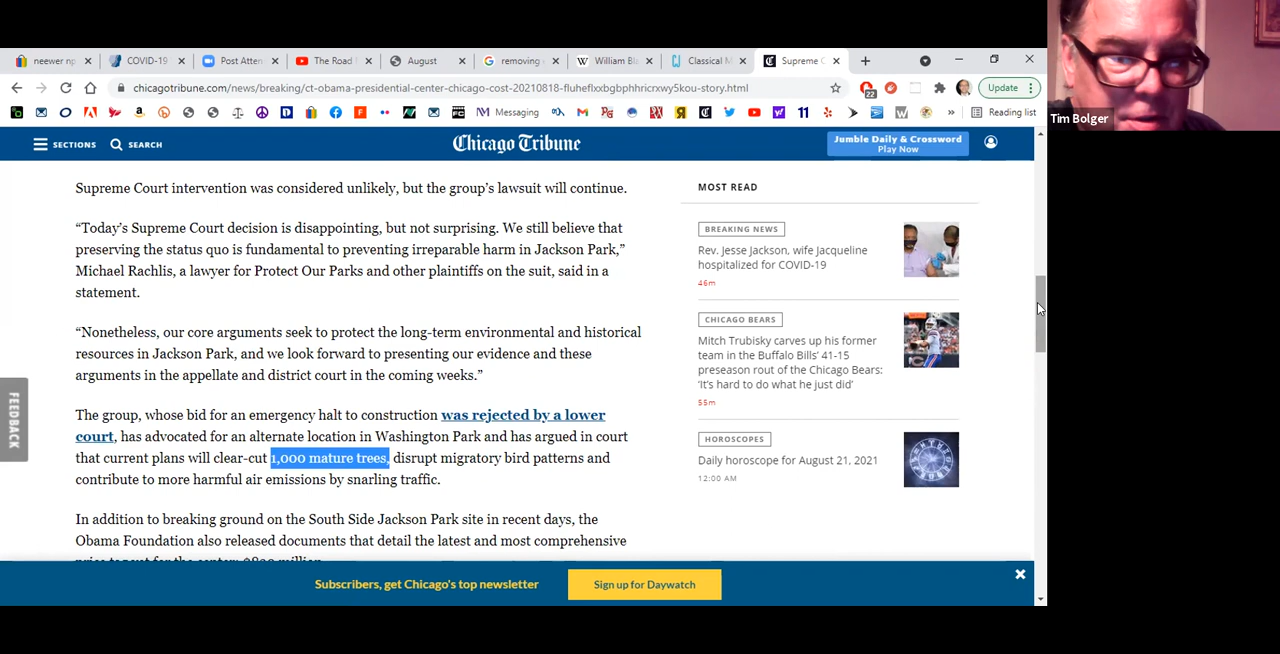 neewer np
COVID-19
Post Atten
The Road
August
removing
William Bla
Classical M
Supreme C
chicagotribune.com/news/breaking/ct-obama-presidential-center-chicago-cost-20210818-fluheflxxbgbphhricrxwy5kou-story.html
22
Update
Messaging
11
Reading list
SECTIONS
SEARCH
Chicago Tribune
Jumble Daily & Crossword
Play Now
Tim Bolger
Supreme Court intervention was considered unlikely, but the group’s lawsuit will continue.
“Today’s Supreme Court decision is disappointing, but not surprising. We still believe that
preserving the status quo is fundamental to preventing irreparable harm in Jackson Park,”
Michael Rachlis, a lawyer for Protect Our Parks and other plaintiffs on the suit, said in a
statement.
“Nonetheless, our core arguments seek to protect the long-term environmental and historical
resources in Jackson Park, and we look forward to presenting our evidence and these
arguments in the appellate and district court in the coming weeks.”
The group, whose bid for an emergency halt to construction was rejected by a lower
court, has advocated for an alternate location in Washington Park and has argued in court
that current plans will clear-cut 1,000 mature trees, disrupt migratory bird patterns and
contribute to more harmful air emissions by snarling traffic.
In addition to breaking ground on the South Side Jackson Park site in recent days, the
Obama Foundation also released documents that detail the latest and most comprehensive
MOST READ
BREAKING NEWS
Rev. Jesse Jackson, wife Jacqueline
hospitalized for COVID-19
46m
CHICAGO BEARS
Mitch Trubisky carves up his former
team in the Buffalo Bills’ 41-15
preseason rout of the Chicago Bears:
‘It’s hard to do what he just did’
55m
HOROSCOPES
Daily horoscope for August 21, 2021
12:00 AM
FEEDBACK
Subscribers, get Chicago's top newsletter
Sign up for Daywatch